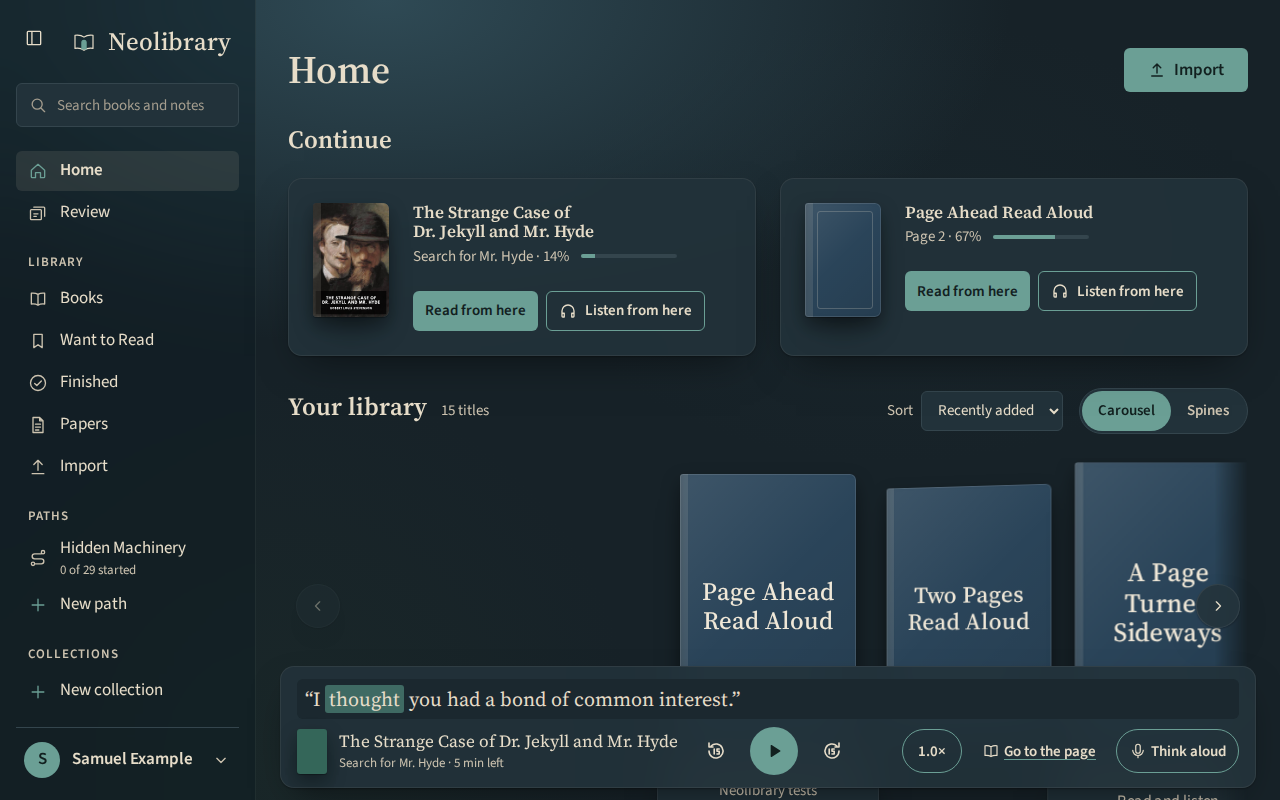 Neolibrary
Search books and notes
Home
Review
LIBRARY
Books
Want to Read
Finished
Papers
Import
PATHS
Hidden Machinery
0 of 29 started
New path
COLLECTIONS
New collection
S Samuel Example
Home
Import
Continue
THE STRANGE CASE OF
DR. JEKYLL AND MR. HYDE
ROBERT LOUIS STEVENSON
The Strange Case of
Dr. Jekyll and Mr. Hyde
Search for Mr. Hyde · 14%
Read from here
Listen from here
Page Ahead Read Aloud
Page 2 · 67%
Read from here
Listen from here
Your library 15 titles
Sort Recently added
Carousel Spines
Page Ahead
Read Aloud
Two Pages
Read Aloud
A Page
Turne
Sideways
“I thought you had a bond of common interest.”
The Strange Case of Dr. Jekyll and Mr. Hyde
Search for Mr. Hyde · 5 min left
15
15
1.0×
Go to the page
Think aloud
Neolibrary tests
Read and listen